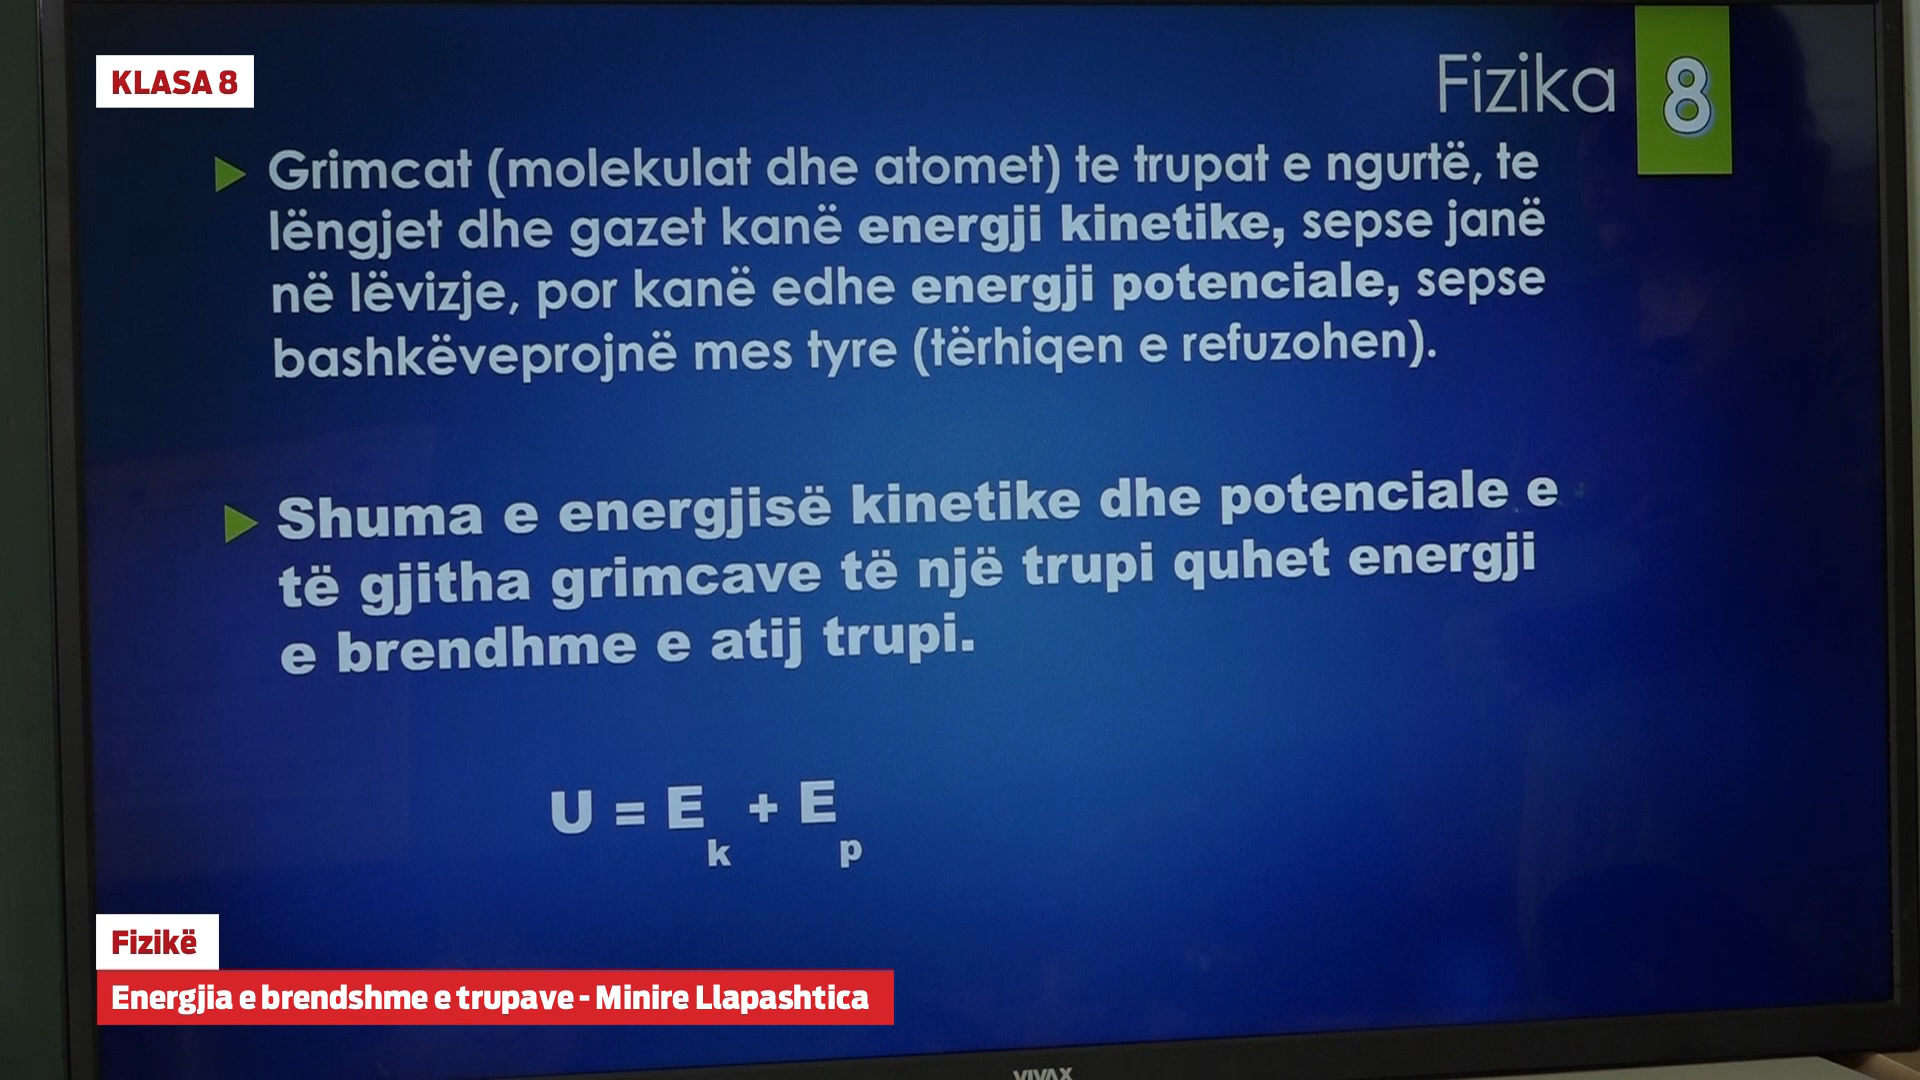 KLASA 8
Fizika 8
Grimcat (molekulat dhe atomet) te trupat e ngurtë, te
lëngjet dhe gazet kanë energji kinetike, sepse janë
në lëvizje, por kanë edhe energji potenciale, sepse
bashkëveprojnë mes tyre (tërhiqen e refuzohen).
Shuma e energjisë kinetike dhe potenciale e
të gjitha grimcave të një trupi quhet energji
e brendhme e atij trupi.
U = E k + E p
Fizikë
Energjia e brendshme e trupave - Minire Llapashtica
VIVAX